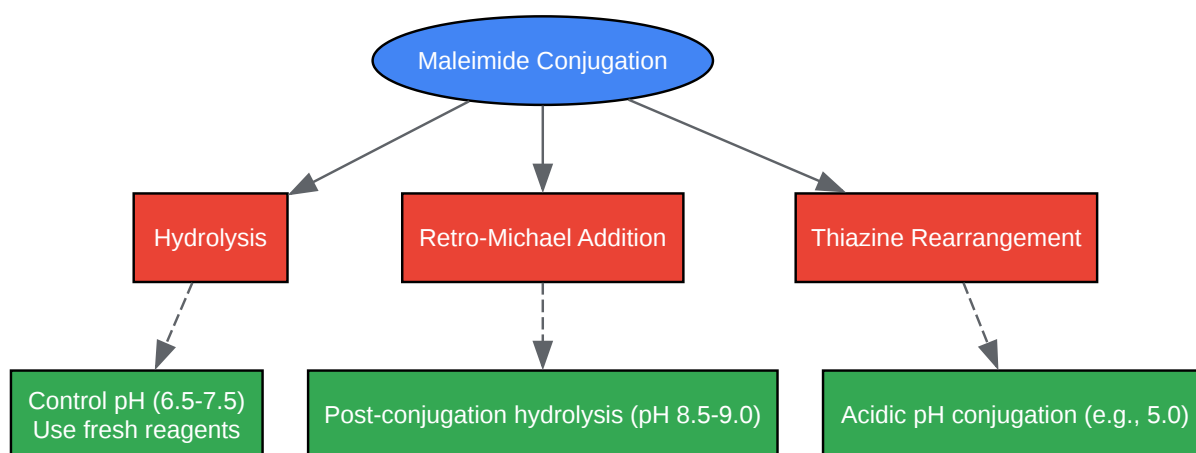 Maleimide Conjugation
Hydrolysis
Retro-Michael Addition
Thiazine Rearrangement
Control pH (6.5-7.5)
Use fresh reagents
Post-conjugation hydrolysis (pH 8.5-9.0)
Acidic pH conjugation (e.g., 5.0)